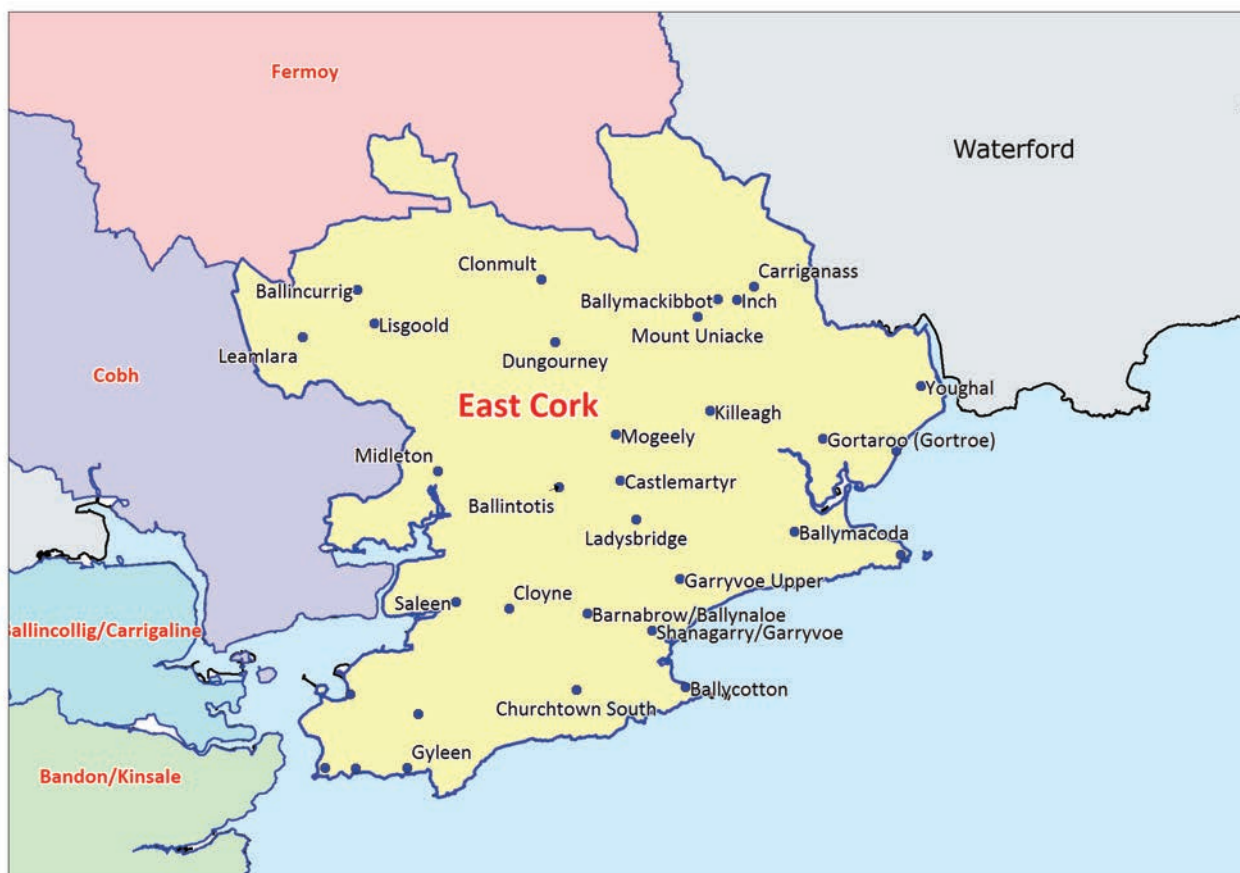 Fermoy
Waterford
Clonmult
Carriganass
Ballincurrig
Ballymackibbot
Inch
Lisgoold
Mount Uniacke
Leamlara
Dungourney
Cobh
Youghal
East Cork
Killeagh
Mogeely
Gortaroo (Gortroe)
Midleton
Castlemartyr
Ballintotis
Ladysbridge
Ballymacoda
Garryvoe Upper
Cloyne
Saleen
Barnabrow/Ballynaloe
Shanagarry/Garryvoe
allincollig/Carrigaline
Ballycotton
Churchtown South
Gyleen
Bandon/Kinsale